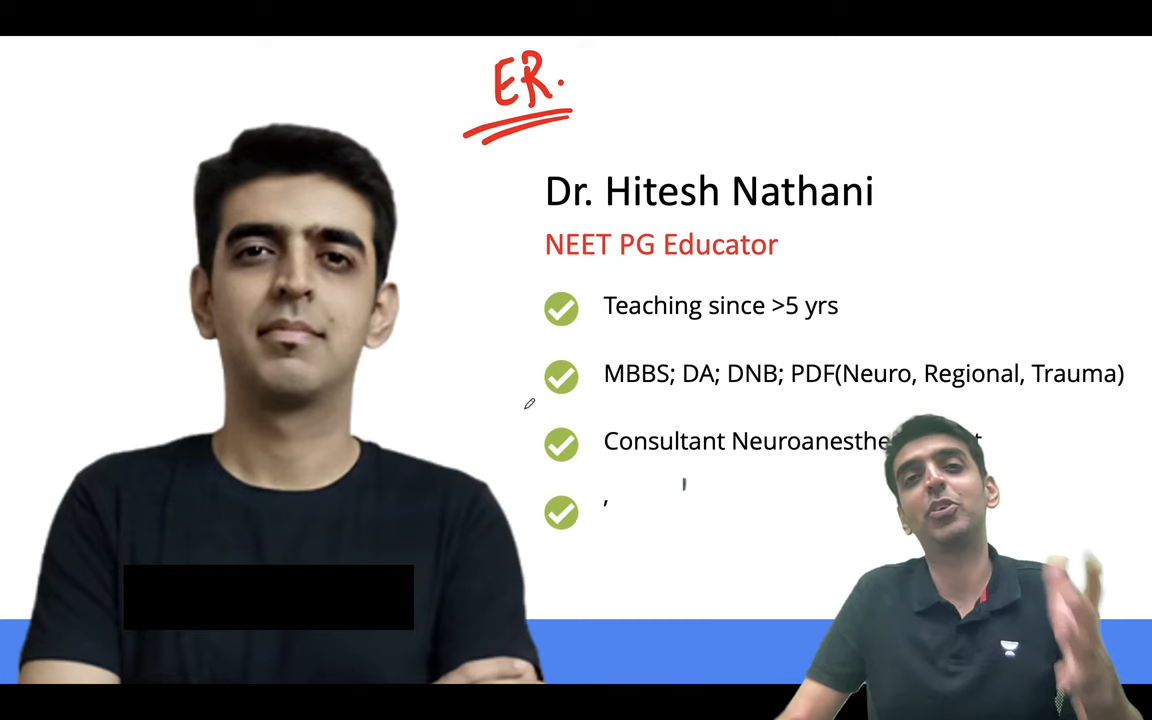 ER.
Dr. Hitesh Nathani
NEET PG Educator
Teaching since >5 yrs
MBBS; DA; DNB; PDF(Neuro, Regional, Trauma)
Consultant
,